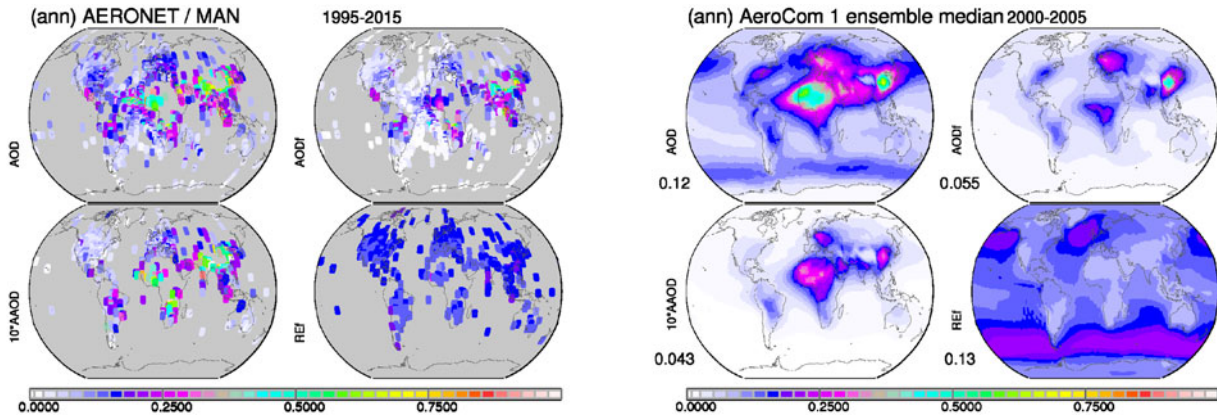 (ann) AERONET / MAN 1995-2015
AOD
AODf
10*AAOD
REf
0.0000 0.2500 0.5000 0.7500
(ann) AeroCom 1 ensemble median 2000-2005
AOD
0.12
AODf
0.055
10*AAOD
0.043
REf
0.13
0.0000 0.2500 0.5000 0.7500